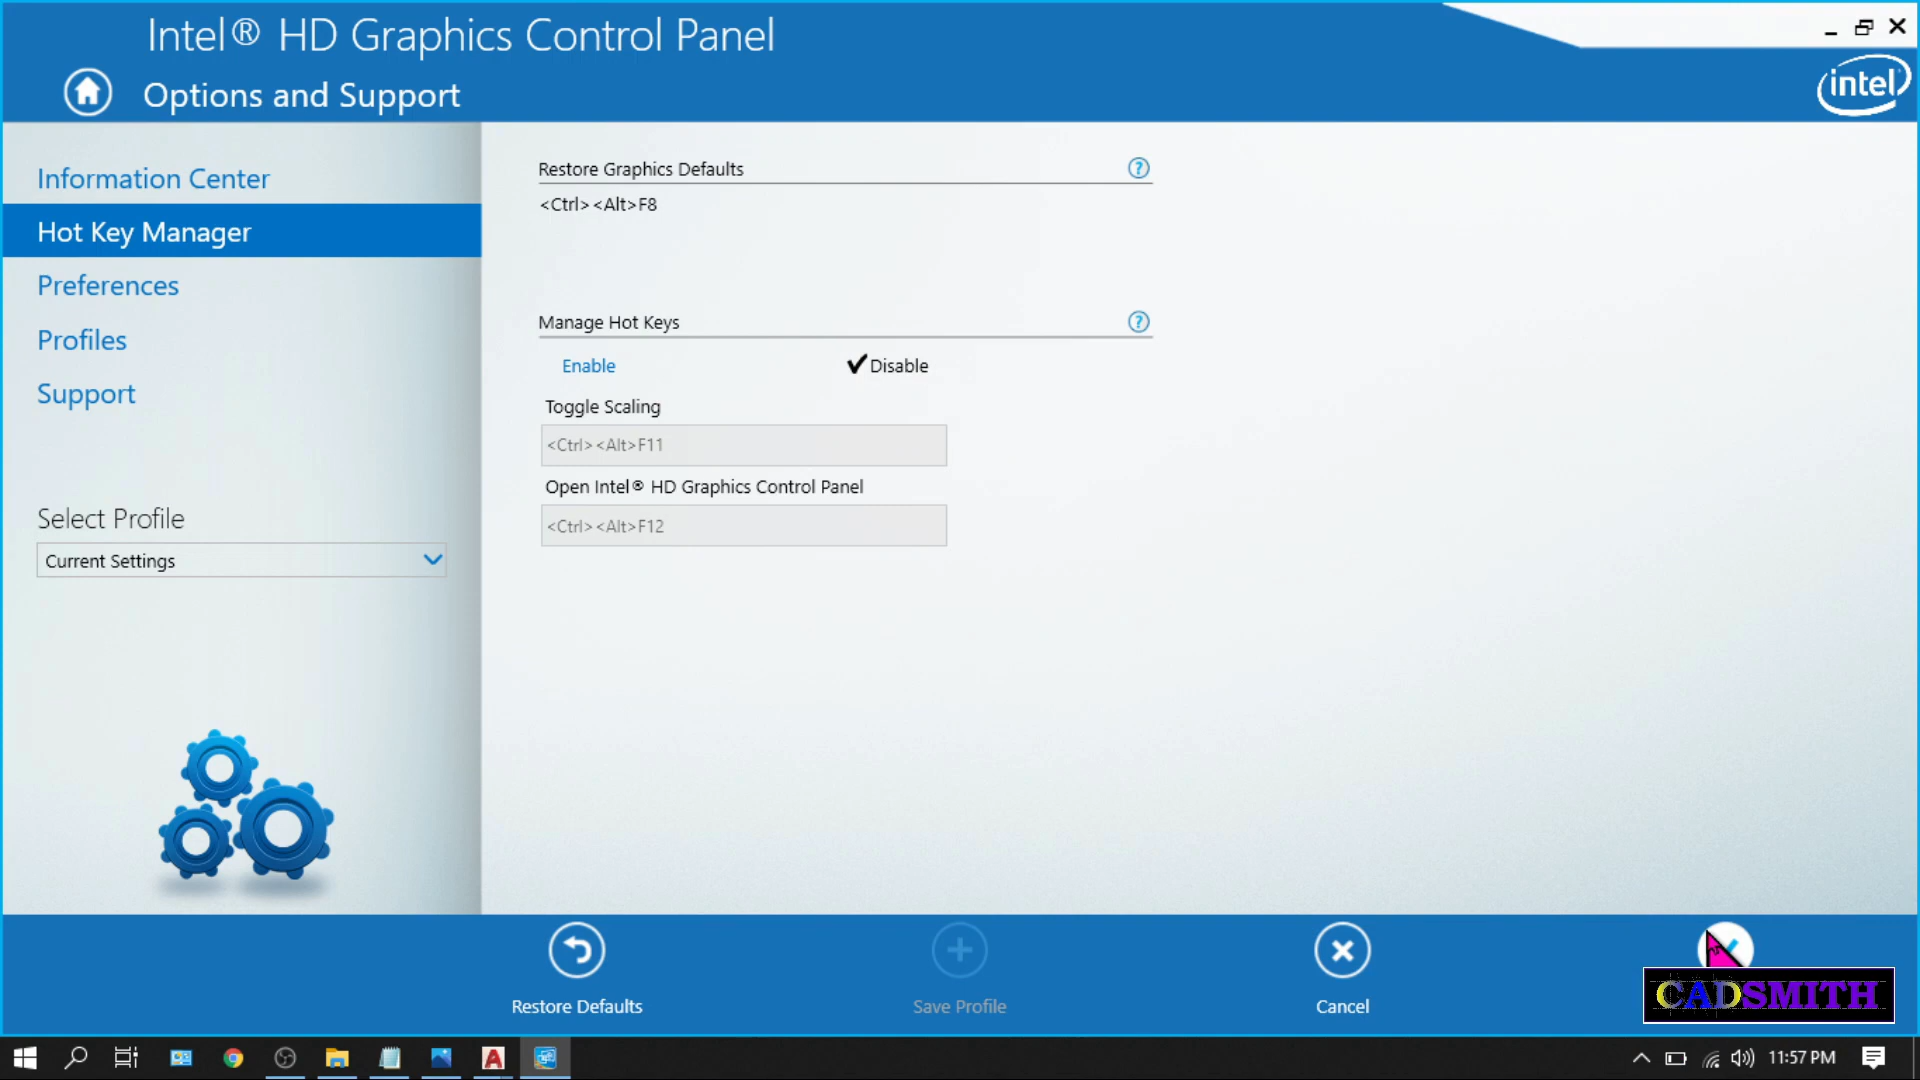 Intel® HD Graphics Control Panel
Options and Support
intel
Information Center
Hot Key Manager
Preferences
Profiles
Support
Select Profile
Current Settings
Restore Graphics Defaults
?
<Ctrl><Alt>F8
Manage Hot Keys
?
Enable
Disable
Toggle Scaling
<Ctrl><Alt>F11
Open Intel® HD Graphics Control Panel
<Ctrl><Alt>F12
Restore Defaults
Save Profile
Cancel
CADSMITH
A
11:57 PM